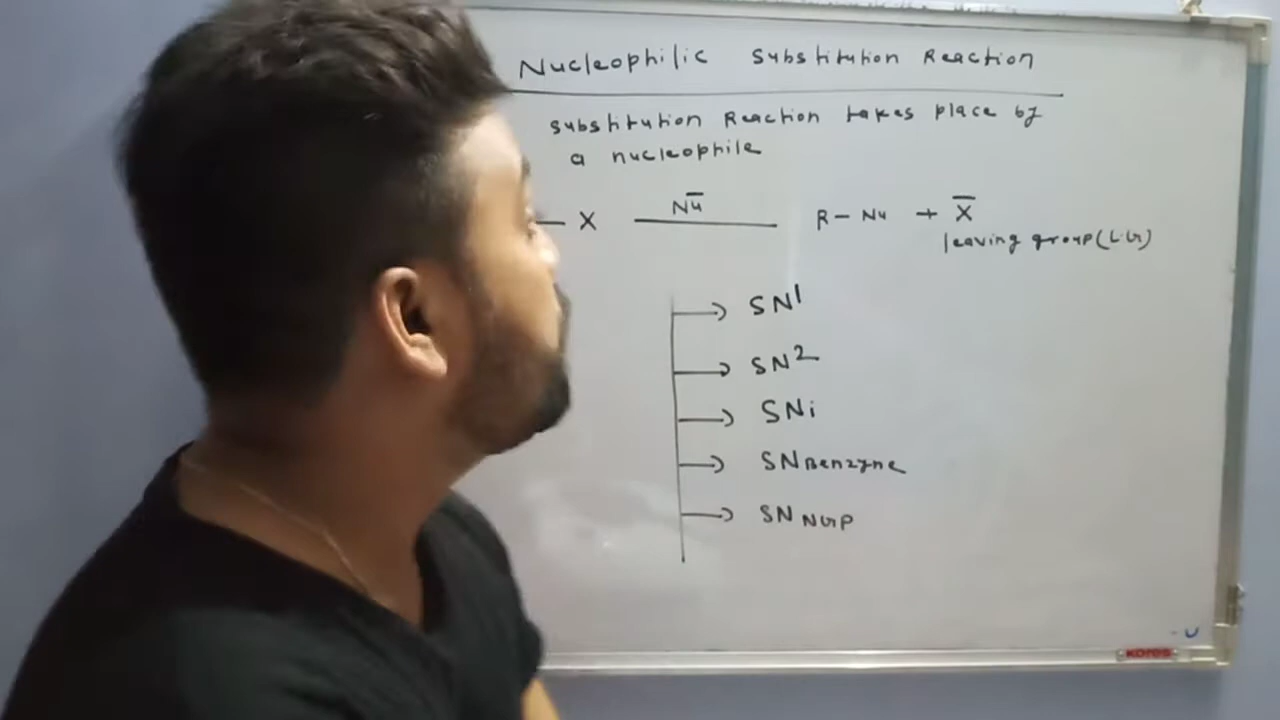 Nucleophilic Substitution Reaction
Substitution Reaction takes place by
a nucleophile
— X
Nū
R — Nu + X̄
leaving group (L.G)
SN1
SN2
SNi
SN Benzyne
SN NGP
Kores